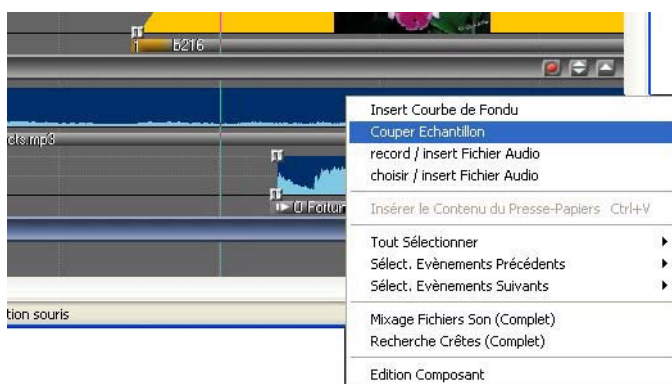 1 b216
cts.mp3
O Fortun
tion souris
Insert Courbe de Fondu
Couper Echantillon
record / insert Fichier Audio
choisir / insert Fichier Audio
Insérer le Contenu du Presse-Papiers Ctrl+V
Tout Sélectionner
Sélect. Evènements Précédents
Sélect. Evènements Suivants
Mixage Fichiers Son (Complet)
Recherche Crêtes (Complet)
Edition Composant